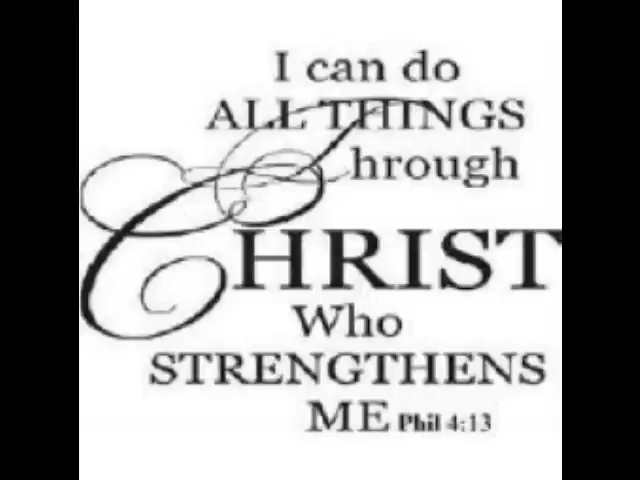 I can do
ALL THINGS
Through
CHRIST
Who
STRENGTHENS
ME Phil 4:13